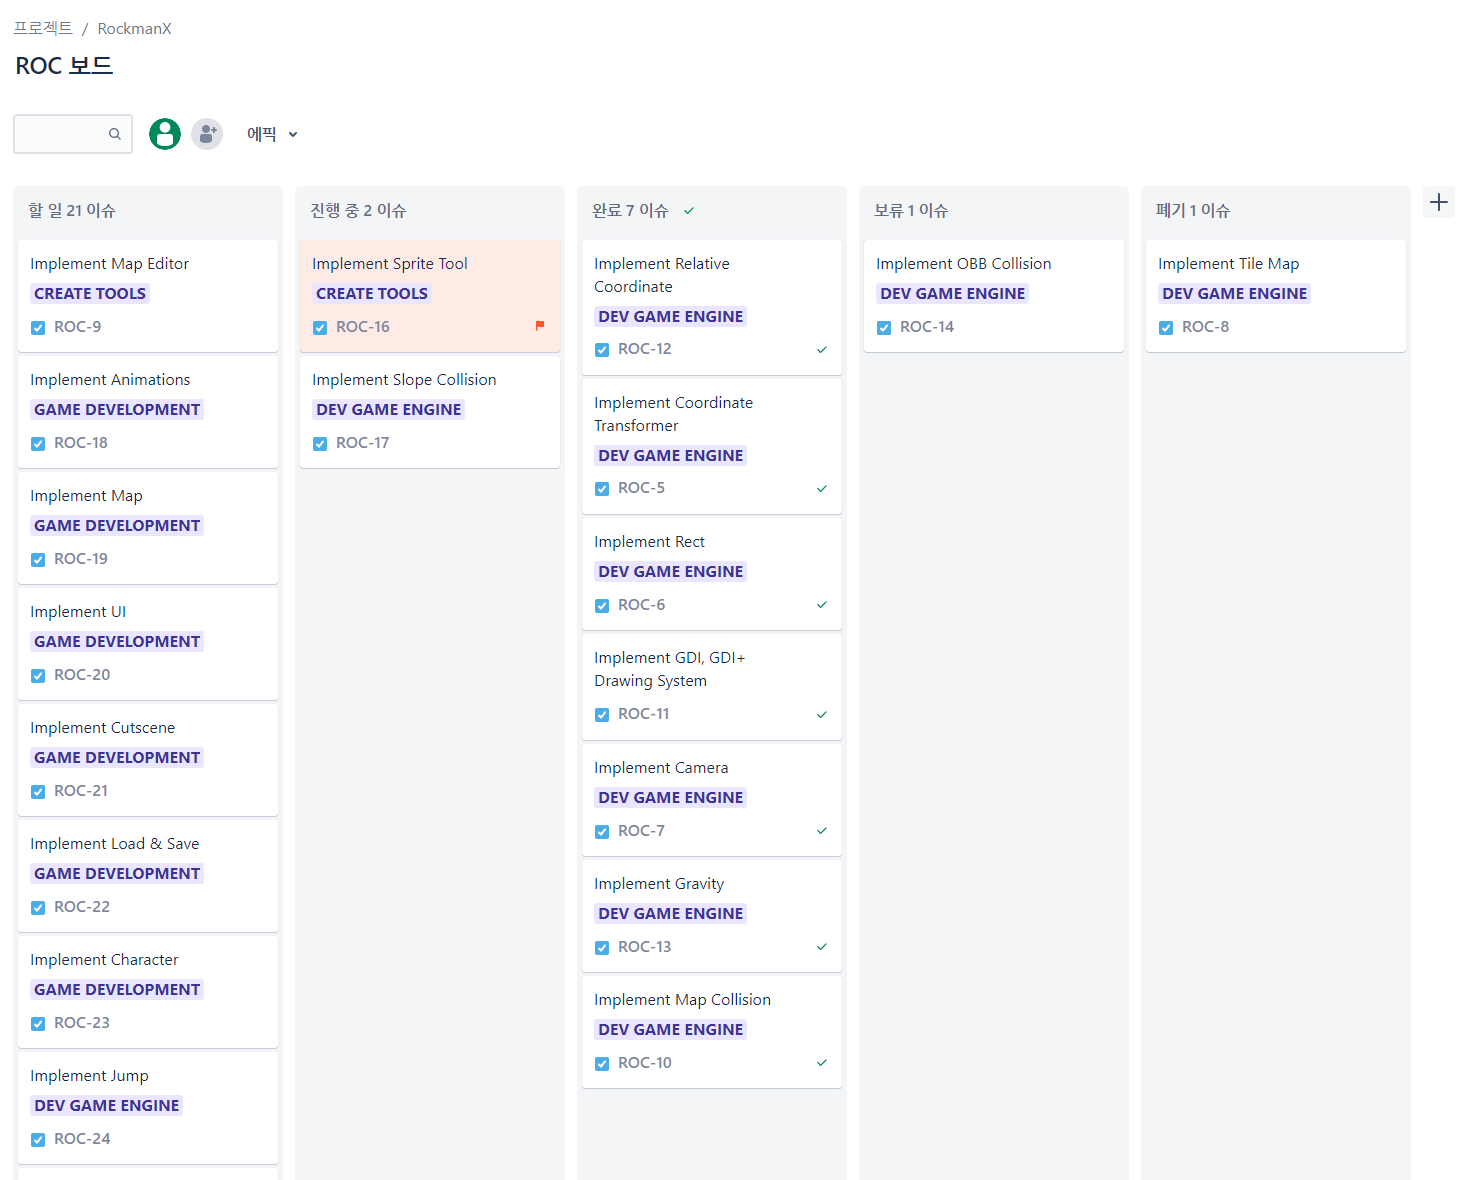 프로젝트 / RockmanX
ROC 보드
에픽
할 일 21 이슈
Implement Map Editor
CREATE TOOLS
ROC-9
Implement Animations
GAME DEVELOPMENT
ROC-18
Implement Map
GAME DEVELOPMENT
ROC-19
Implement UI
GAME DEVELOPMENT
ROC-20
Implement Cutscene
GAME DEVELOPMENT
ROC-21
Implement Load & Save
GAME DEVELOPMENT
ROC-22
Implement Character
GAME DEVELOPMENT
ROC-23
Implement Jump
DEV GAME ENGINE
ROC-24
진행 중 2 이슈
Implement Sprite Tool
CREATE TOOLS
ROC-16
Implement Slope Collision
DEV GAME ENGINE
ROC-17
완료 7 이슈
Implement Relative
Coordinate
DEV GAME ENGINE
ROC-12
Implement Coordinate
Transformer
DEV GAME ENGINE
ROC-5
Implement Rect
DEV GAME ENGINE
ROC-6
Implement GDI, GDI+
Drawing System
ROC-11
Implement Camera
DEV GAME ENGINE
ROC-7
Implement Gravity
DEV GAME ENGINE
ROC-13
Implement Map Collision
DEV GAME ENGINE
ROC-10
보류 1 이슈
Implement OBB Collision
DEV GAME ENGINE
ROC-14
폐기 1 이슈
Implement Tile Map
DEV GAME ENGINE
ROC-8